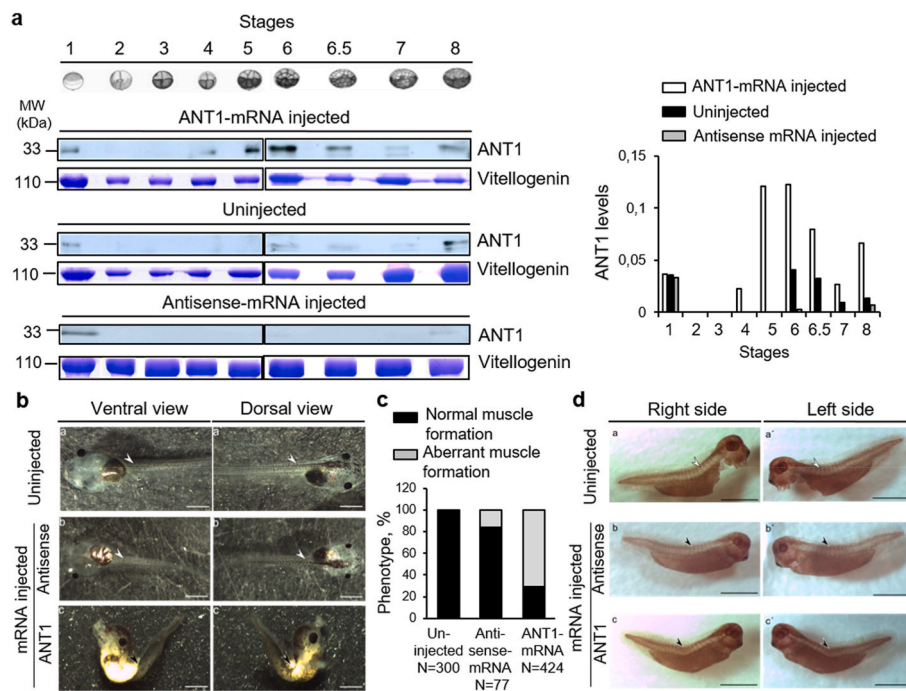 a
Stages
1 2 3 4 5 6 6.5 7 8
MW
(kDa)
ANT1-mRNA injected
33 ANT1
110 Vitellogenin
Uninjected
33 ANT1
110 Vitellogenin
Antisense-mRNA injected
33 ANT1
110 Vitellogenin
ANT1-mRNA injected
Uninjected
Antisense mRNA injected
0,15
0,1
0,05
0
ANT1 levels
1 2 3 4 5 6 6.5 7 8
Stages
b
Ventral view Dorsal view
Uninjected
a a´
mRNA injected
Antisense
b b´
ANT1
c c´
c
Normal muscle
formation
Aberrant muscle
formation
120
100
80
60
40
20
0
Phenotype, %
Un-
injected
N=300
Anti-
sense-
mRNA
N=77
ANT1-
mRNA
N=424
d
Right side Left side
Uninjected
a a´
mRNA injected
Antisense
b b´
ANT1
c c´